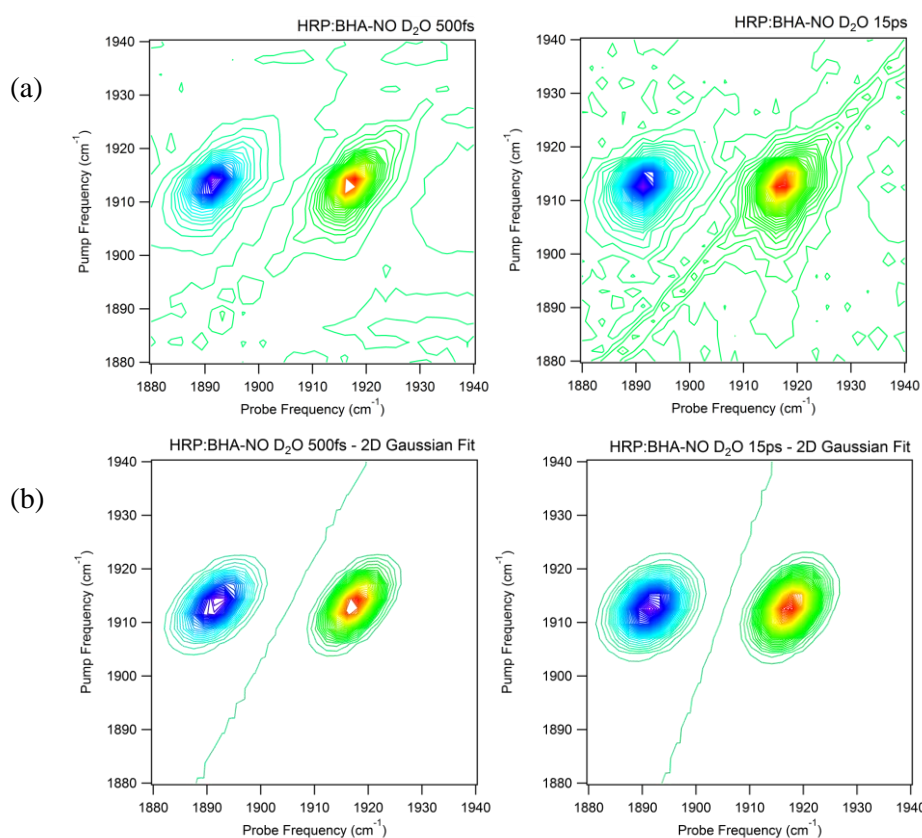 (a)
HRP:BHA-NO D₂O 500fs
Pump Frequency (cm⁻¹)
1940
1930
1920
1910
1900
1890
1880
1880 1890 1900 1910 1920 1930 1940
Probe Frequency (cm⁻¹)
HRP:BHA-NO D₂O 15ps
Pump Frequency (cm⁻¹)
1940
1930
1920
1910
1900
1890
1880
1880 1890 1900 1910 1920 1930 1940
Probe Frequency (cm⁻¹)
(b)
HRP:BHA-NO D₂O 500fs - 2D Gaussian Fit
Pump Frequency (cm⁻¹)
1940
1930
1920
1910
1900
1890
1880
1880 1890 1900 1910 1920 1930 1940
Probe Frequency (cm⁻¹)
HRP:BHA-NO D₂O 15ps - 2D Gaussian Fit
Pump Frequency (cm⁻¹)
1940
1930
1920
1910
1900
1890
1880
1880 1890 1900 1910 1920 1930 1940
Probe Frequency (cm⁻¹)